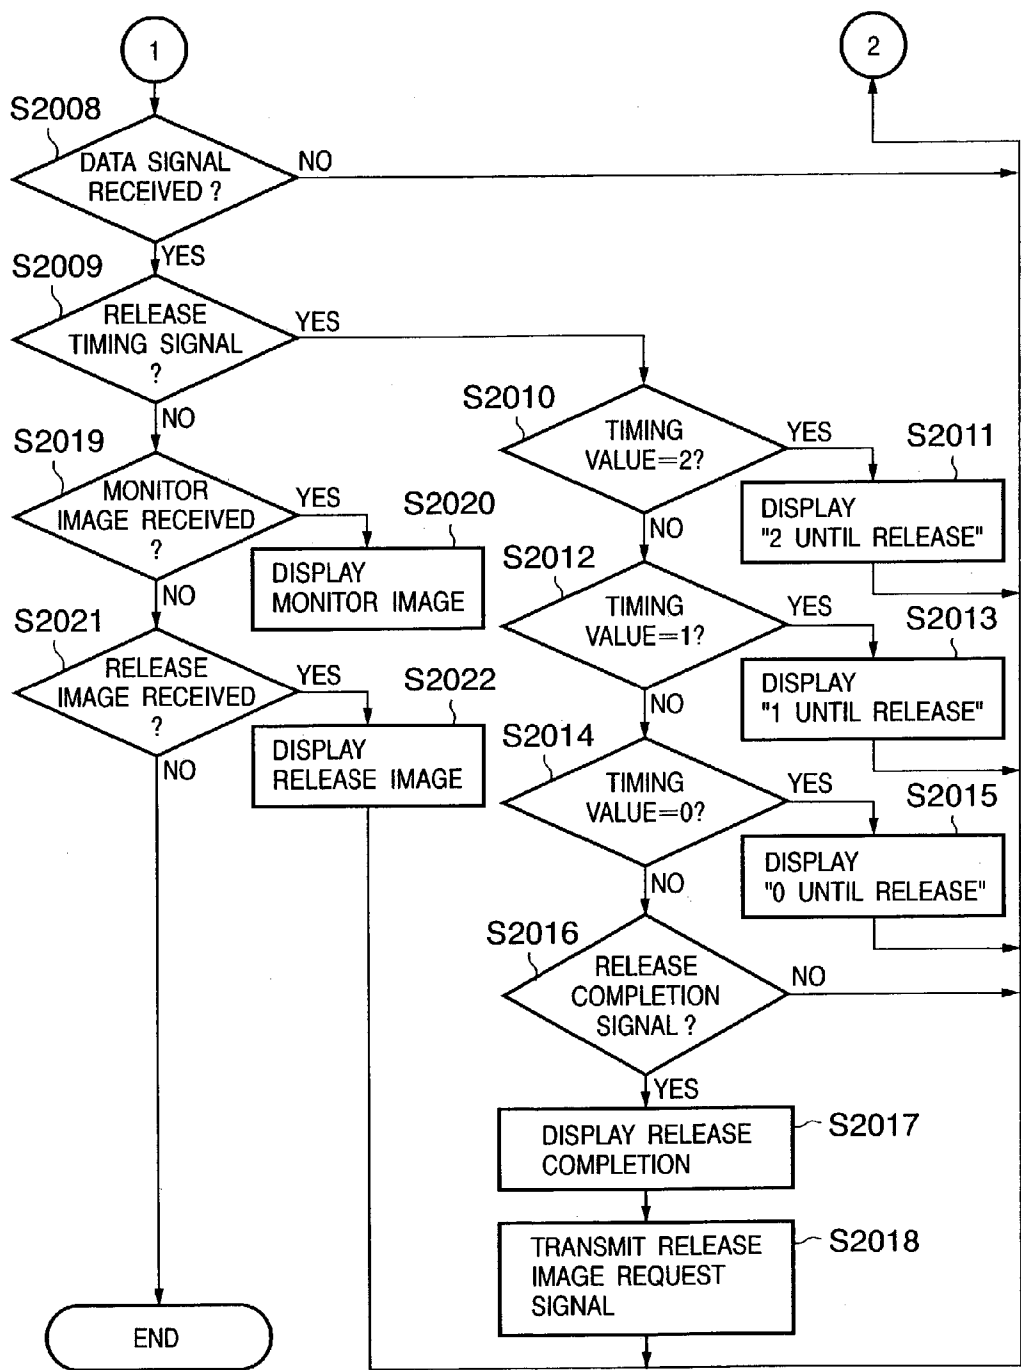 1
2
S2008
DATA SIGNAL
RECEIVED ?
NO
YES
S2009
RELEASE
TIMING SIGNAL
?
YES
NO
S2010
TIMING
VALUE=2?
YES
NO
S2011
DISPLAY
"2 UNTIL RELEASE"
S2019
MONITOR
IMAGE RECEIVED
?
YES
NO
S2020
DISPLAY
MONITOR IMAGE
S2012
TIMING
VALUE=1?
YES
NO
S2013
DISPLAY
"1 UNTIL RELEASE"
S2021
RELEASE
IMAGE RECEIVED
?
YES
NO
S2022
DISPLAY
RELEASE IMAGE
S2014
TIMING
VALUE=0?
YES
NO
S2015
DISPLAY
"0 UNTIL RELEASE"
S2016
RELEASE
COMPLETION
SIGNAL ?
NO
YES
DISPLAY RELEASE
COMPLETION
S2017
TRANSMIT RELEASE
IMAGE REQUEST
SIGNAL
S2018
END